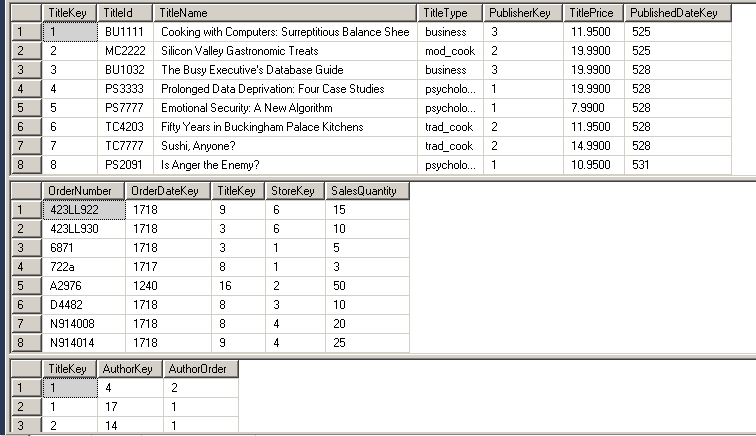 TitleKey TitleId TitleName TitleType PublisherKey TitlePrice PublishedDateKey
1 1 BU1111 Cooking with Computers: Surreptitious Balance Shee business 3 11.9500 525
2 2 MC2222 Silicon Valley Gastronomic Treats mod_cook 2 19.9900 525
3 3 BU1032 The Busy Executive's Database Guide business 3 19.9900 528
4 4 PS3333 Prolonged Data Deprivation: Four Case Studies psycholo... 1 19.9900 528
5 5 PS7777 Emotional Security: A New Algorithm psycholo... 1 7.9900 528
6 6 TC4203 Fifty Years in Buckingham Palace Kitchens trad_cook 2 11.9500 528
7 7 TC7777 Sushi, Anyone? trad_cook 2 14.9900 528
8 8 PS2091 Is Anger the Enemy? psycholo... 1 10.9500 531
OrderNumber OrderDateKey TitleKey StoreKey SalesQuantity
1 423LL922 1718 9 6 15
2 423LL930 1718 3 6 10
3 6871 1718 3 1 5
4 722a 1717 8 1 3
5 A2976 1240 16 2 50
6 D4482 1718 8 3 10
7 N914008 1718 8 4 20
8 N914014 1718 9 4 25
TitleKey AuthorKey AuthorOrder
1 1 4 2
2 1 17 1
3 2 14 1